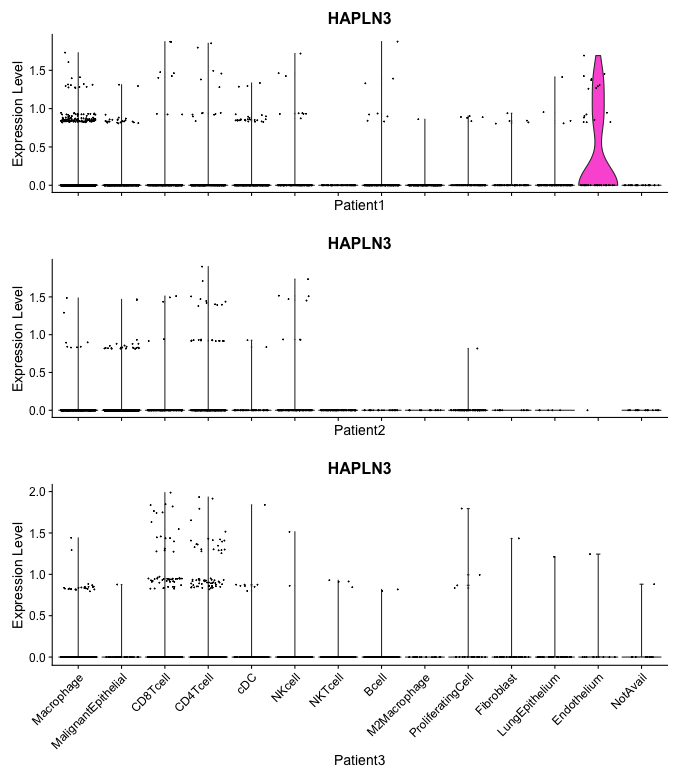 HAPLN3
Expression Level
1.5
1.0
0.5
0.0
Patient1
HAPLN3
Expression Level
1.5
1.0
0.5
0.0
Patient2
HAPLN3
Expression Level
2.0
1.5
1.0
0.5
0.0
Macrophage
MalignantEpithelial
CD8Tcell
CD4Tcell
cDC
NKcell
NKTcell
Bcell
M2Macrophage
ProliferatingCell
Fibroblast
LungEpithelium
Endothelium
NotAvail
Patient3